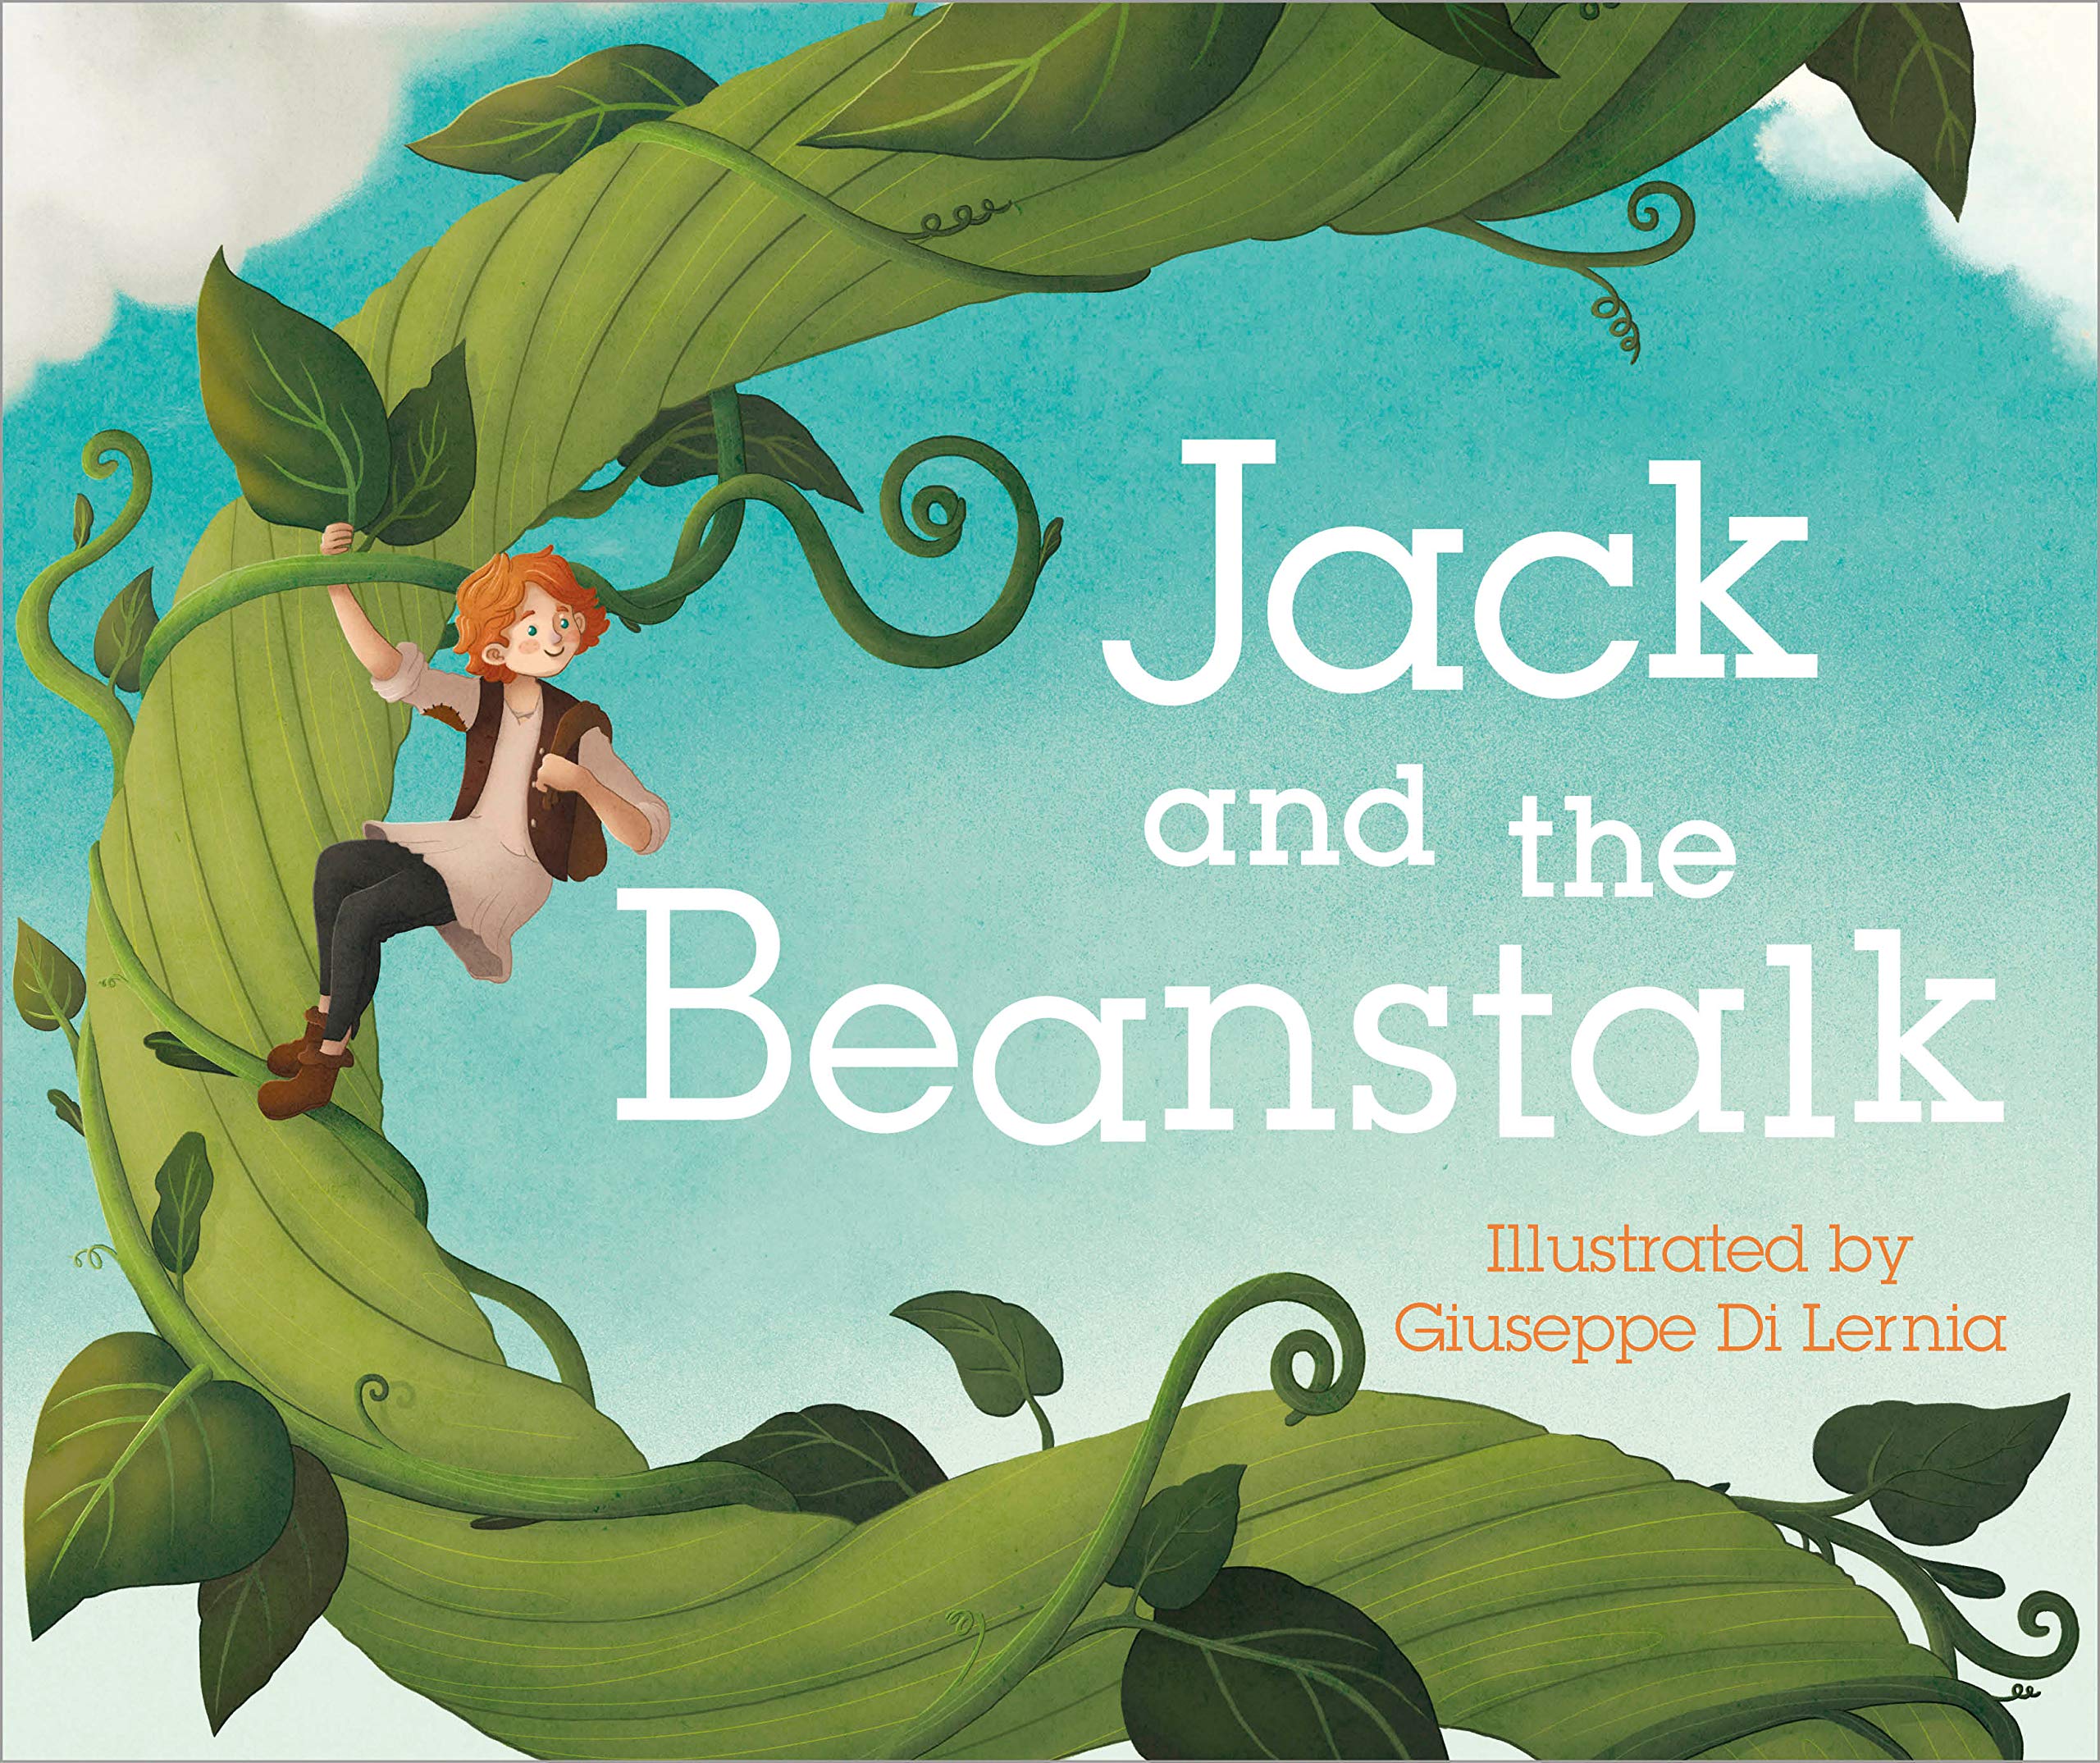 Jack
and the
Beanstalk
Illustrated by
Giuseppe Di Lernia